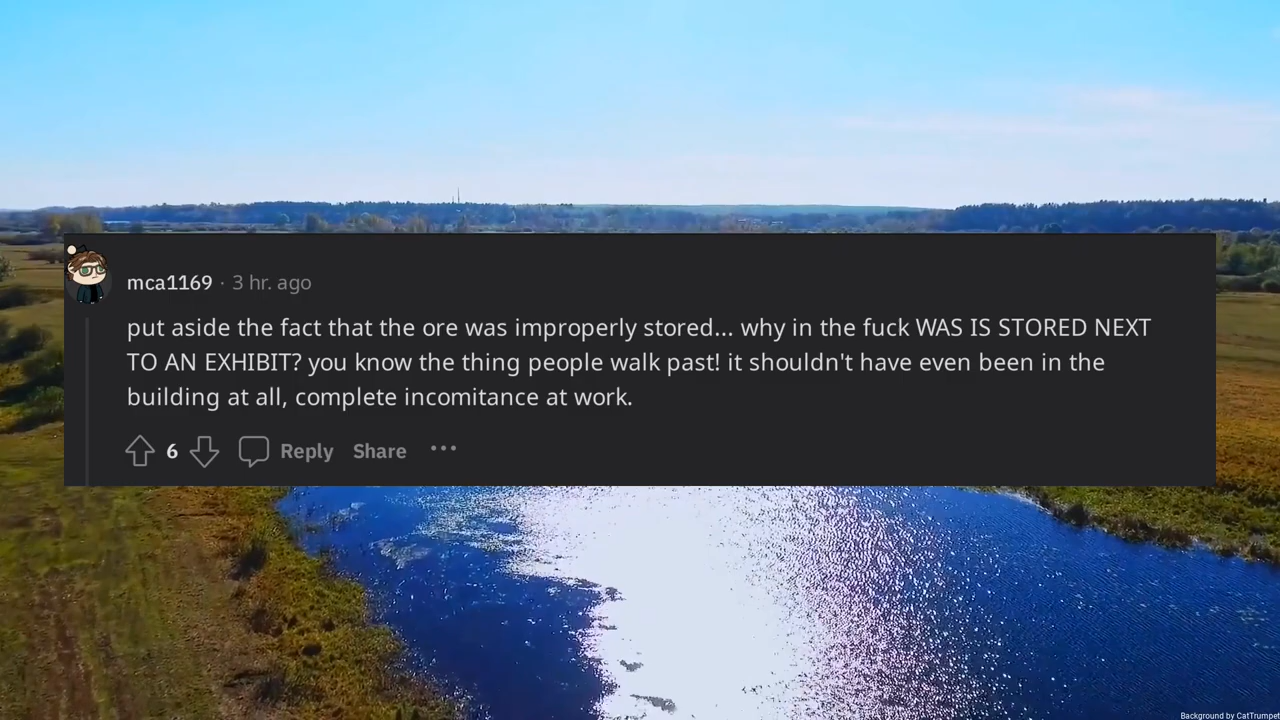 mca1169 · 3 hr. ago
put aside the fact that the ore was improperly stored... why in the fuck WAS IS STORED NEXT
TO AN EXHIBIT? you know the thing people walk past! it shouldn't have even been in the
building at all, complete incomitance at work.
6 Reply Share ···
Background by CatTrumpet